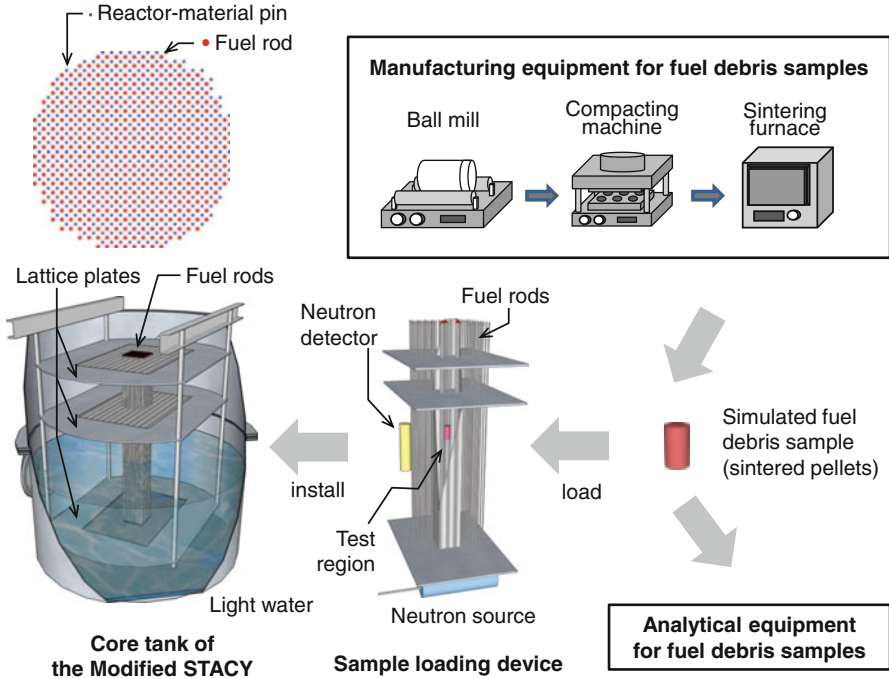 Reactor-material pin
Fuel rod
Manufacturing equipment for fuel debris samples
Ball mill
Compacting
machine
Sintering
furnace
Lattice plates
Fuel rods
Neutron
detector
Fuel rods
Simulated fuel
debris sample
(sintered pellets)
install
load
Test
region
Light water
Neutron source
Core tank of
the Modified STACY
Sample loading device
Analytical equipment
for fuel debris samples